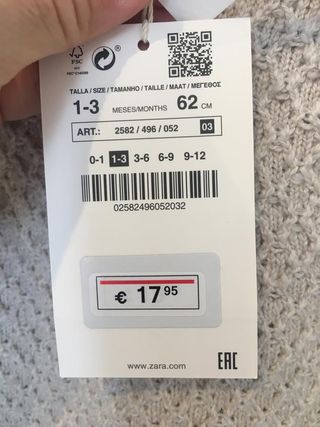 FSC
TALLA / SIZE / TAMANHO / TAILLE / MAAT / ΜΕΓΕΘΟΣ
1-3 MESES/MONTHS 62 CM
ART.: 2582 / 496 / 052 03
0-1 1-3 3-6 6-9 9-12
02582496052032
€ 17 95
www.zara.com EAC